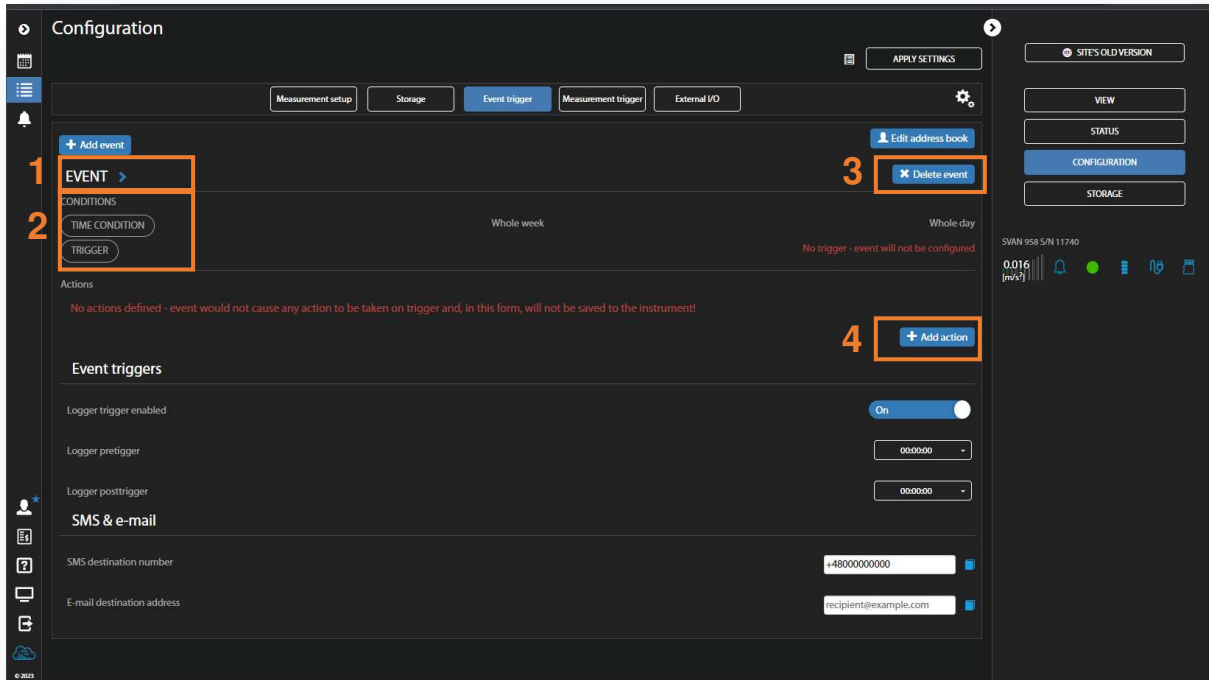 Configuration
SITE'S OLD VERSION
APPLY SETTINGS
Measurement setup
Storage
Event trigger
Measurement trigger
External I/O
VIEW
STATUS
CONFIGURATION
STORAGE
+ Add event
Edit address book
1
EVENT >
3
Delete event
2
CONDITIONS
TIME CONDITION
Whole week
Whole day
TRIGGER
No trigger - event will not be configured
SVAN 958 S/N 11740
0.016
[m/s²]
Actions
No actions defined - event would not cause any action to be taken on trigger and, in this form, will not be saved to the instrument!
4
+ Add action
Event triggers
Logger trigger enabled
On
Logger pretigger
00:00:00
Logger posttrigger
00:00:00
SMS & e-mail
SMS destination number
+48000000000
E-mail destination address
recipient@example.com
© 2023